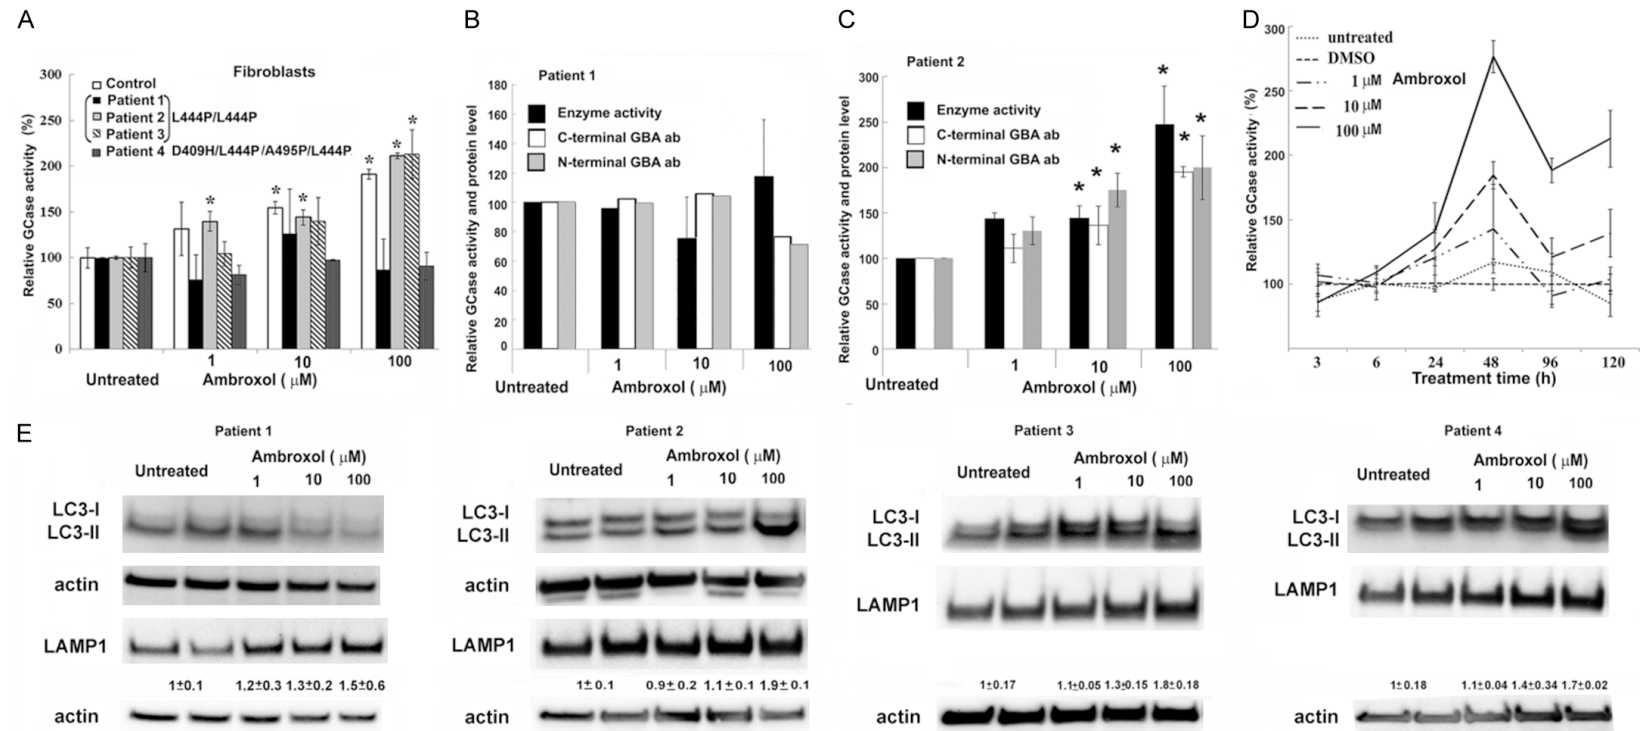 A
Fibroblasts
Relative GCase activity (%)
300
250
200
150
100
50
0
Control
Patient 1
Patient 2 L444P/L444P
Patient 3
Patient 4 D409H/L444P/A495P/L444P
* * * * * *
1 10 100
Untreated Ambroxol ( µM)
B
Patient 1
Relative GCase activity and protein level
180
160
140
120
100
80
60
40
20
0
Enzyme activity
C-terminal GBA ab
N-terminal GBA ab
1 10 100
Untreated Ambroxol ( µM)
C
Patient 2
Relative GCase activity and protein level
300
250
200
150
100
50
0
Enzyme activity
C-terminal GBA ab
N-terminal GBA ab
* * * * * *
1 10 100
Untreated Ambroxol ( µM)
D
Relative GCase activity (%)
300
250
200
150
100
untreated
DMSO
1 µM Ambroxol
10 µM
100 µM
3 6 24 48 96 120
Treatment time (h)
E
Patient 1
Untreated Ambroxol ( µM)
1 10 100
LC3-I
LC3-II
actin
LAMP1
1±0.1 1.2±0.3 1.3±0.2 1.5±0.6
actin
Patient 2
Untreated Ambroxol ( µM)
1 10 100
LC3-I
LC3-II
actin
LAMP1
1± 0.1 0.9± 0.2 1.1± 0.1 1.9± 0.1
actin
Patient 3
Untreated Ambroxol ( µM)
1 10 100
LC3-I
LC3-II
LAMP1
1±0.17 1.1±0.05 1.3±0.15 1.8±0.18
actin
Patient 4
Untreated Ambroxol ( µM)
1 10 100
LC3-I
LC3-II
LAMP1
1±0.18 1.1±0.04 1.4±0.34 1.7±0.02
actin